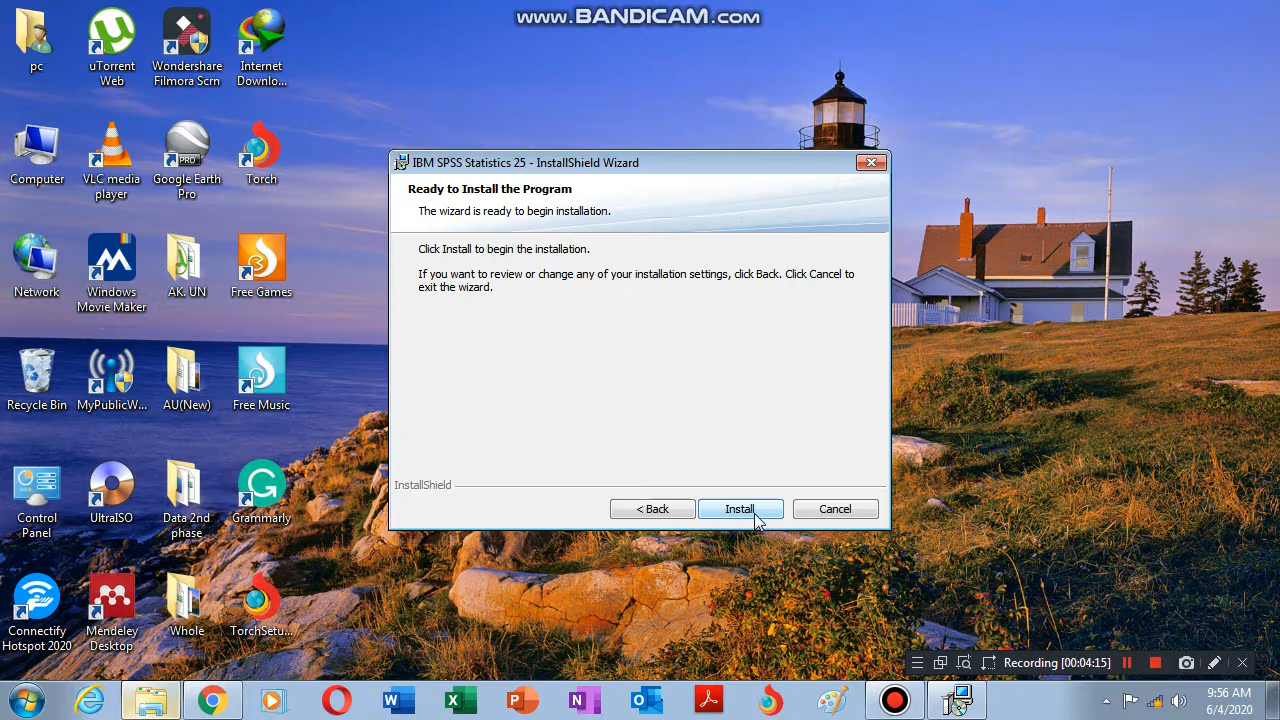 www.BANDICAM.com
pc
uTorrent
Web
Wondershare
Filmora Scrn
Internet
Downlo...
Computer
VLC media
player
Google Earth
Pro
PRO
Torch
Network
Windows
Movie Maker
AK. UN
Free Games
Recycle Bin
MyPublicW...
AU(New)
Free Music
Control
Panel
UltraISO
Data 2nd
phase
Grammarly
Connectify
Hotspot 2020
Mendeley
Desktop
Whole
TorchSetu...
IBM SPSS Statistics 25 - InstallShield Wizard
Ready to Install the Program
The wizard is ready to begin installation.
Click Install to begin the installation.
If you want to review or change any of your installation settings, click Back. Click Cancel to
exit the wizard.
InstallShield
< Back
Install
Cancel
Recording [00:04:15]
9:56 AM
6/4/2020